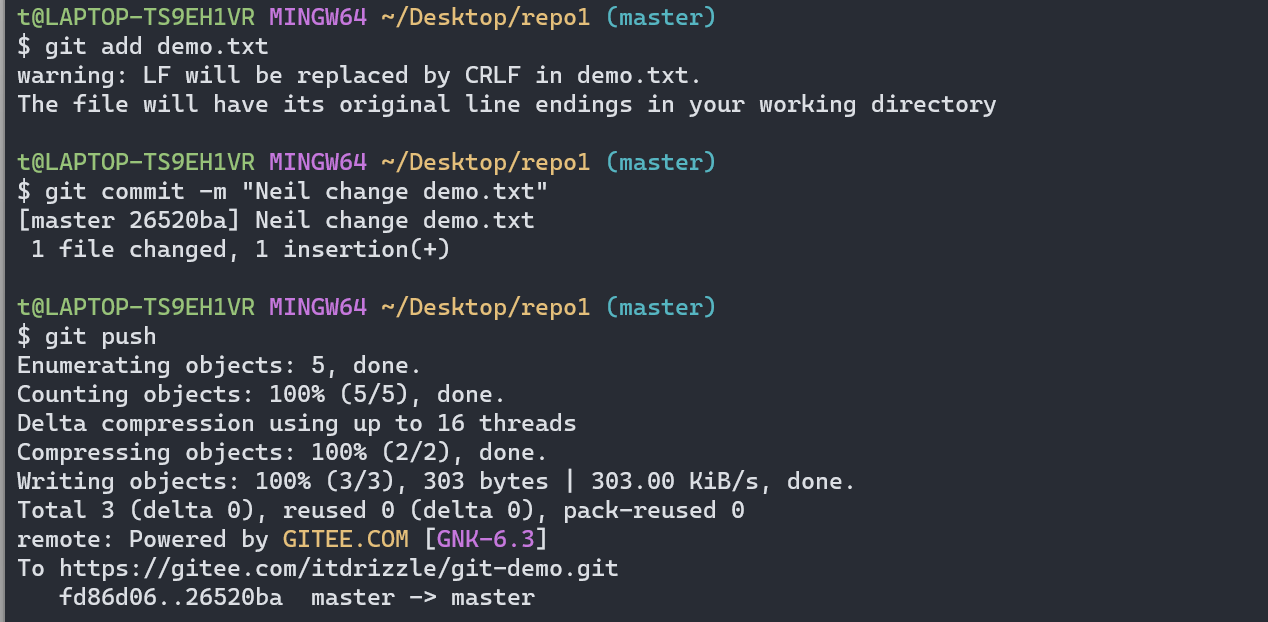 t@LAPTOP-TS9EH1VR MINGW64 ~/Desktop/repo1 (master)
$ git add demo.txt
warning: LF will be replaced by CRLF in demo.txt.
The file will have its original line endings in your working directory
t@LAPTOP-TS9EH1VR MINGW64 ~/Desktop/repo1 (master)
$ git commit -m "Neil change demo.txt"
[master 26520ba] Neil change demo.txt
 1 file changed, 1 insertion(+)
t@LAPTOP-TS9EH1VR MINGW64 ~/Desktop/repo1 (master)
$ git push
Enumerating objects: 5, done.
Counting objects: 100% (5/5), done.
Delta compression using up to 16 threads
Compressing objects: 100% (2/2), done.
Writing objects: 100% (3/3), 303 bytes | 303.00 KiB/s, done.
Total 3 (delta 0), reused 0 (delta 0), pack-reused 0
remote: Powered by GITEE.COM [GNK-6.3]
To https://gitee.com/itdrizzle/git-demo.git
   fd86d06..26520ba  master -> master